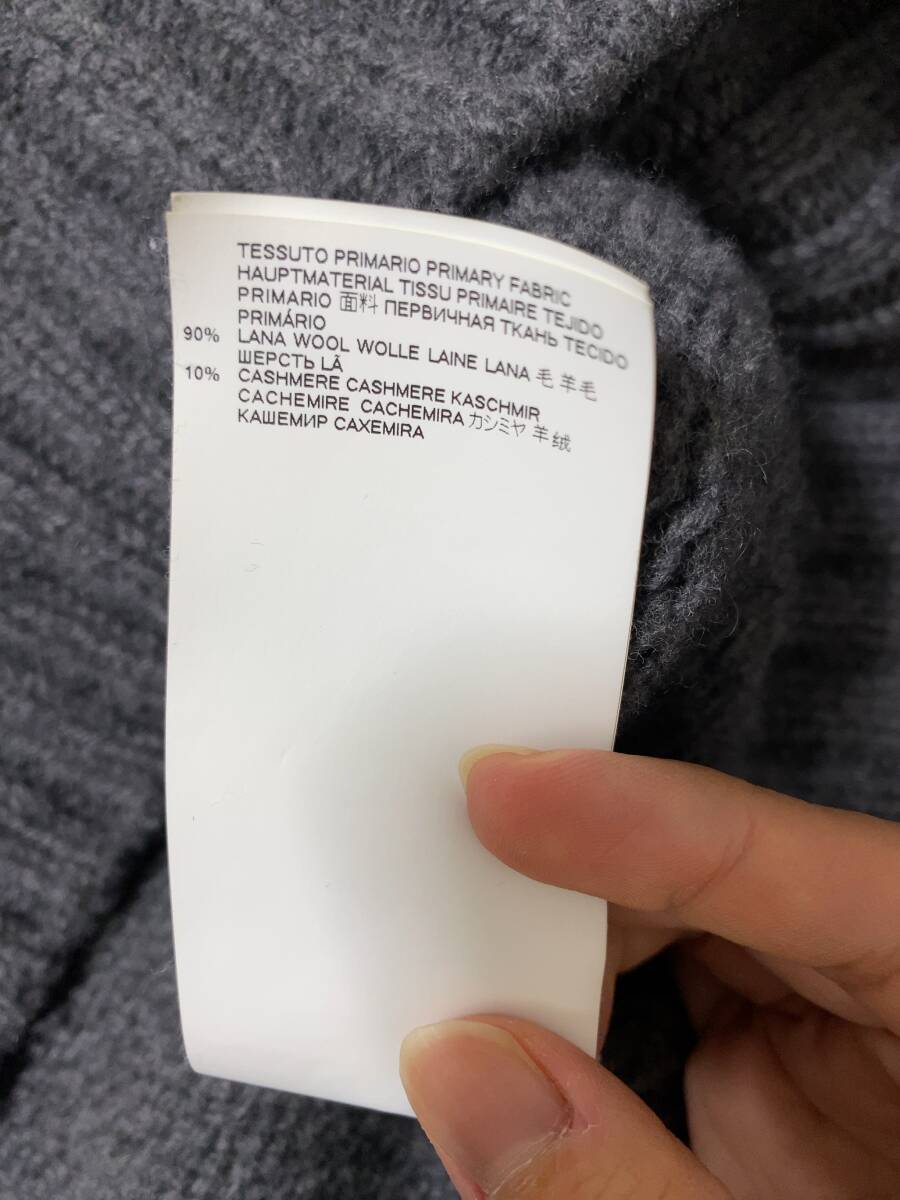 TESSUTO PRIMARIO PRIMARY FABRIC
HAUPTMATERIAL TISSU PRIMAIRE TEJIDO
PRIMARIO 面料 ПЕРВИЧНАЯ ТКАНЬ TECIDO
PRIMÁRIO
90% LANA WOOL WOLLE LAINE LANA 毛 羊毛
ШЕРСТЬ LÃ
10% CASHMERE CASHMERE KASCHMIR
CACHEMIRE CACHEMIRA カシミヤ 羊绒
КАШЕМИР CAXEMIRA